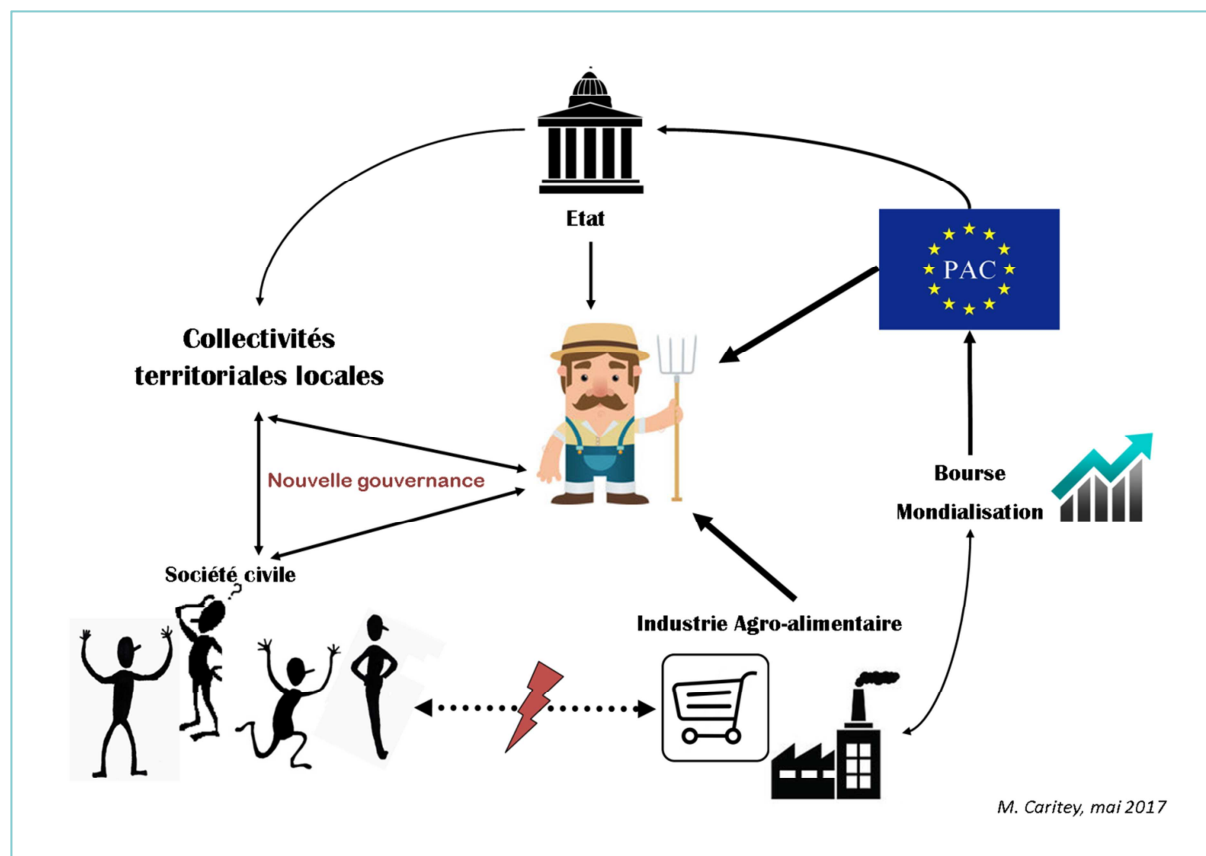 Etat
PAC
Collectivités
territoriales locales
Nouvelle gouvernance
Bourse
Mondialisation
Société civile
?
Industrie Agro-alimentaire
M. Caritey, mai 2017